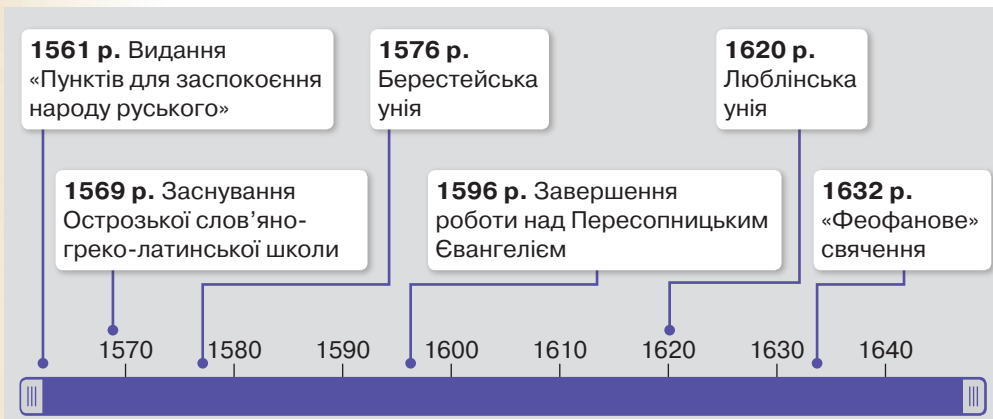 1561 р. Видання
«Пунктів для заспокоєння
народу руського»
1576 р.
Берестейська
унія
1620 р.
Люблінська
унія
1569 р. Заснування
Острозької слов’яно-
греко-латинської школи
1596 р. Завершення
роботи над Пересопницьким
Євангелієм
1632 р.
«Феофанове»
свячення
1570 1580 1590 1600 1610 1620 1630 1640